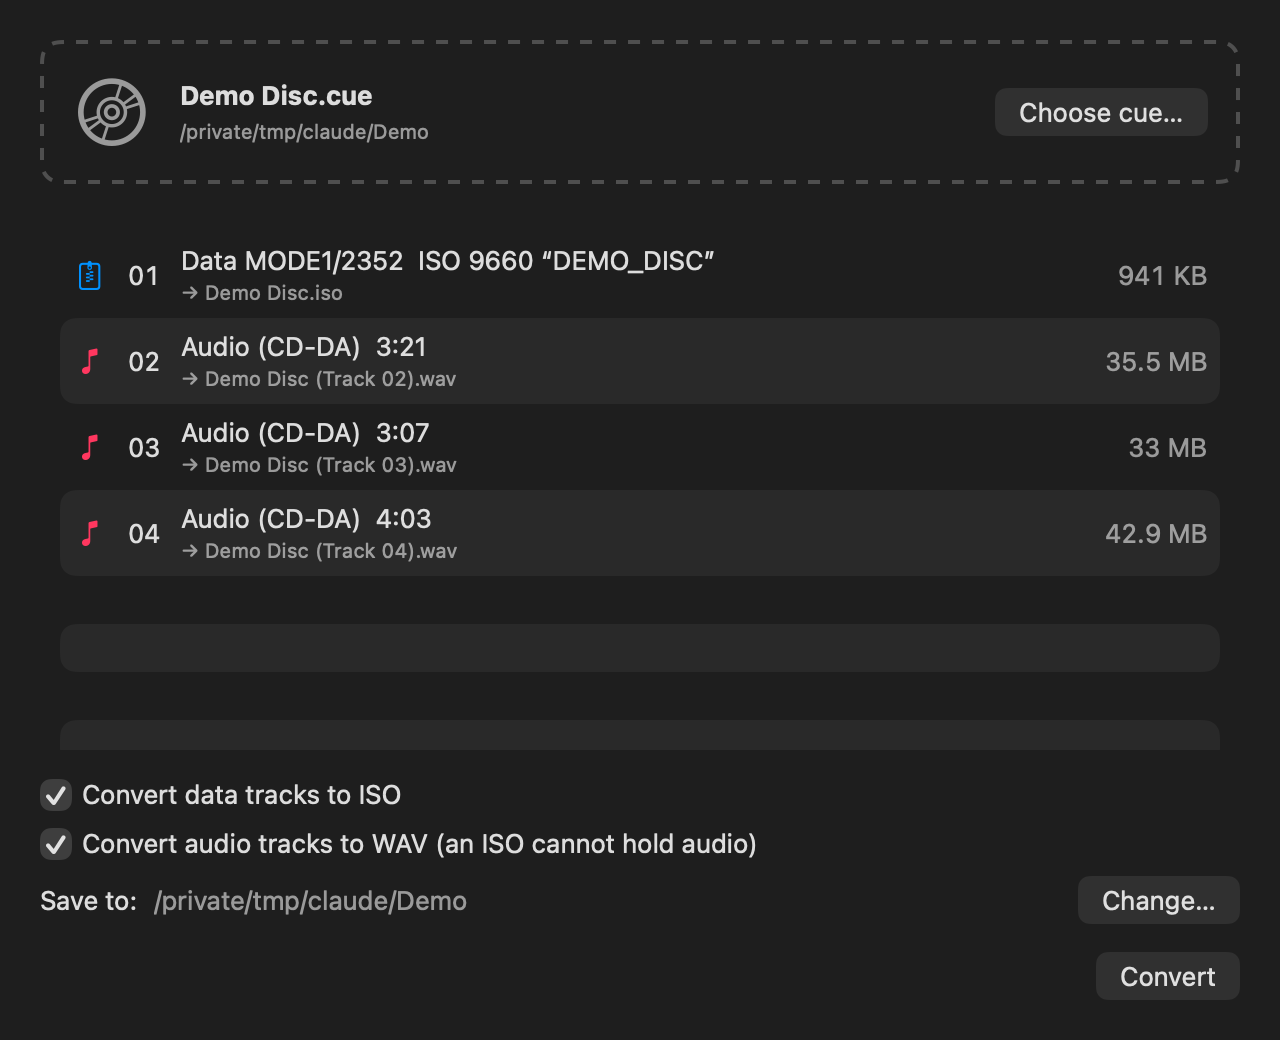 Demo Disc.cue
/private/tmp/claude/Demo
Choose cue...
01
Data MODE1/2352 ISO 9660 “DEMO_DISC”
→ Demo Disc.iso
941 KB
02
Audio (CD-DA) 3:21
→ Demo Disc (Track 02).wav
35.5 MB
03
Audio (CD-DA) 3:07
→ Demo Disc (Track 03).wav
33 MB
04
Audio (CD-DA) 4:03
→ Demo Disc (Track 04).wav
42.9 MB
Convert data tracks to ISO
Convert audio tracks to WAV (an ISO cannot hold audio)
Save to: /private/tmp/claude/Demo
Change...
Convert